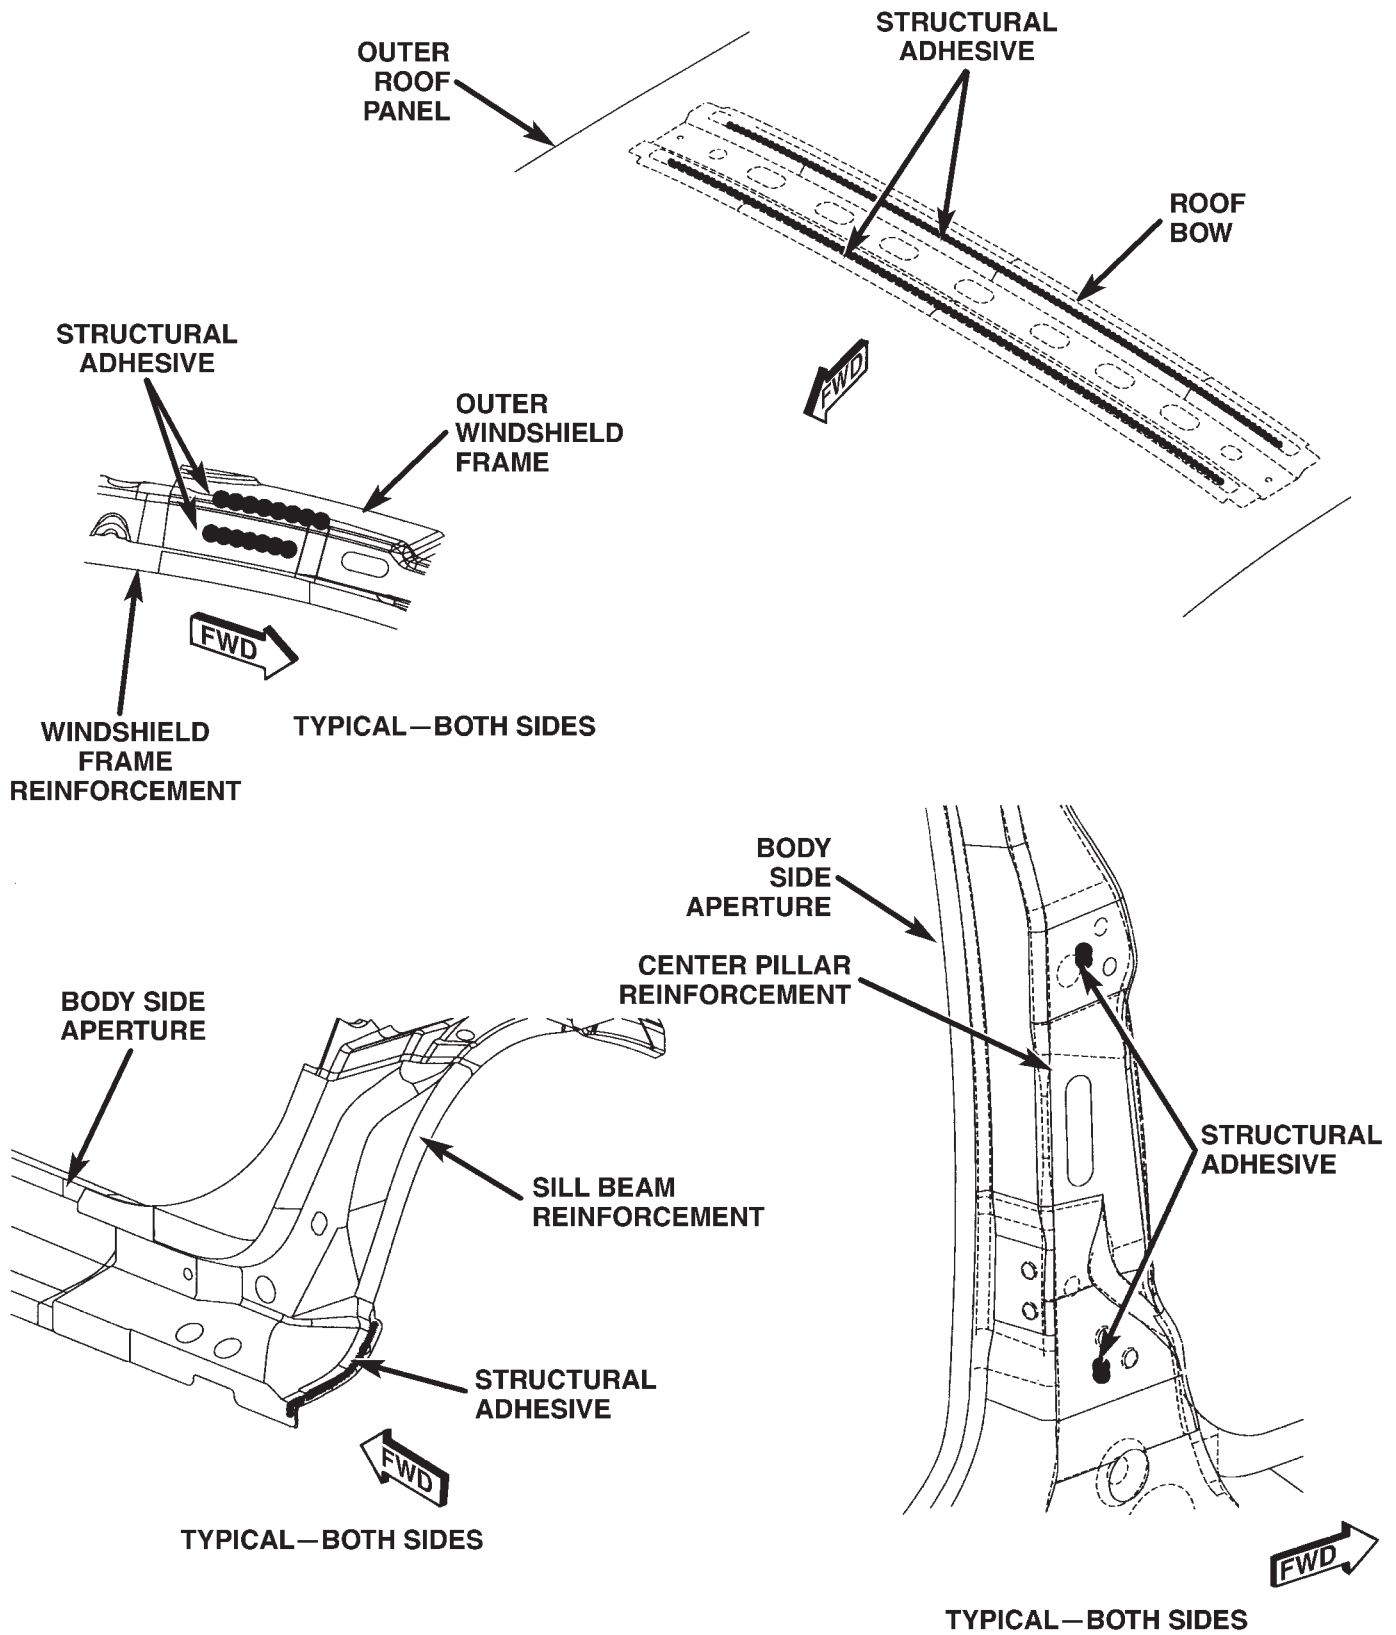 STRUCTURAL
ADHESIVE
OUTER
ROOF
PANEL
ROOF
BOW
FWD
STRUCTURAL
ADHESIVE
OUTER
WINDSHIELD
FRAME
FWD
WINDSHIELD
FRAME
REINFORCEMENT
TYPICAL—BOTH SIDES
BODY SIDE
APERTURE
SILL BEAM
REINFORCEMENT
STRUCTURAL
ADHESIVE
FWD
TYPICAL—BOTH SIDES
BODY
SIDE
APERTURE
CENTER PILLAR
REINFORCEMENT
STRUCTURAL
ADHESIVE
FWD
TYPICAL—BOTH SIDES